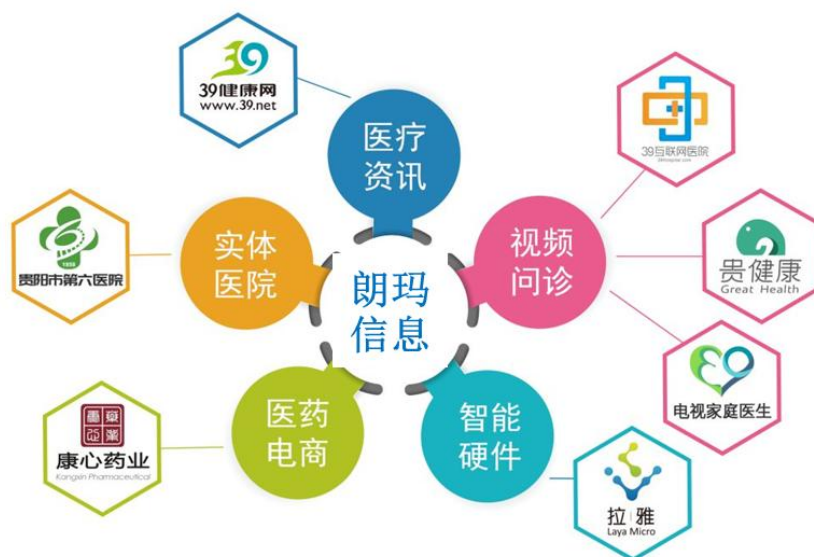 39健康网
www.39.net
医疗
资讯
39互联网医院
实体
医院
视频
问诊
贵阳市第六医院
1938
贵健康
Great Health
朗玛
信息
电视家庭医生
医药
电商
智能
硬件
康心药业
Kangxin Pharmaceutical
拉雅
Laya Micro